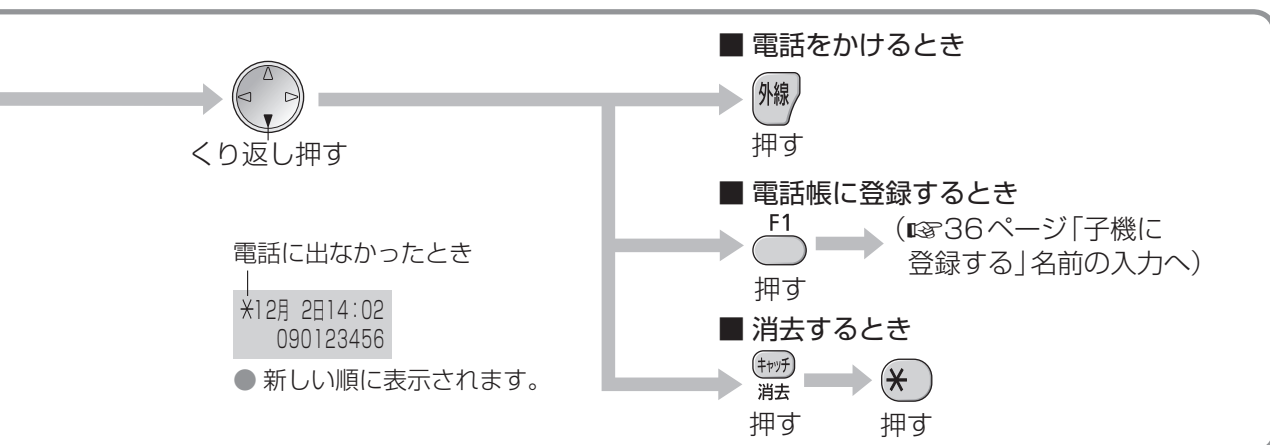 くり返し押す
電話に出なかったとき
*12月 2日14:02
090123456
● 新しい順に表示されます。
■ 電話をかけるとき
外線
押す
■ 電話帳に登録するとき
F1
押す
(☞36ページ「子機に
登録する」名前の入力へ)
■ 消去するとき
キャッチ
消去
押す
*
押す